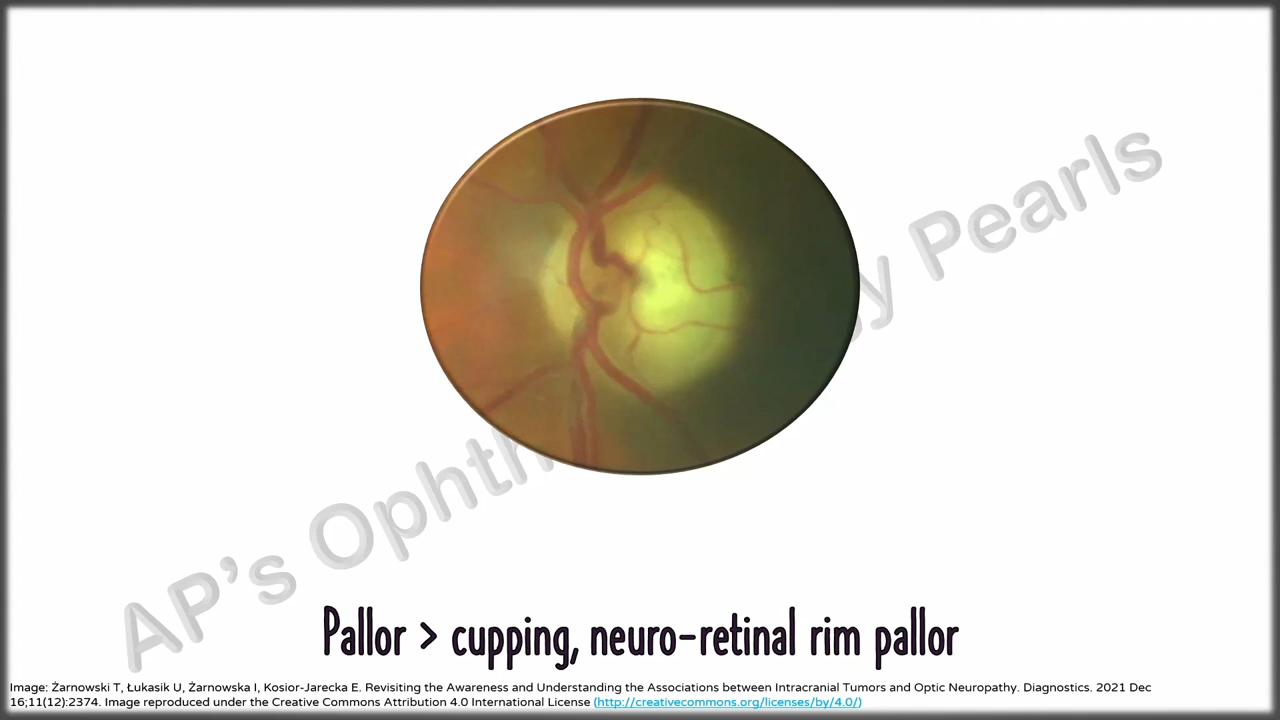 AP's Ophth
y Pearls
Pallor > cupping, neuro-retinal rim pallor
Image: Żarnowski T, Łukasik U, Żarnowska I, Kosior-Jarecka E. Revisiting the Awareness and Understanding the Associations between Intracranial Tumors and Optic Neuropathy. Diagnostics. 2021 Dec
16;11(12):2374. Image reproduced under the Creative Commons Attribution 4.0 International License (http://creativecommons.org/licenses/by/4.0/)